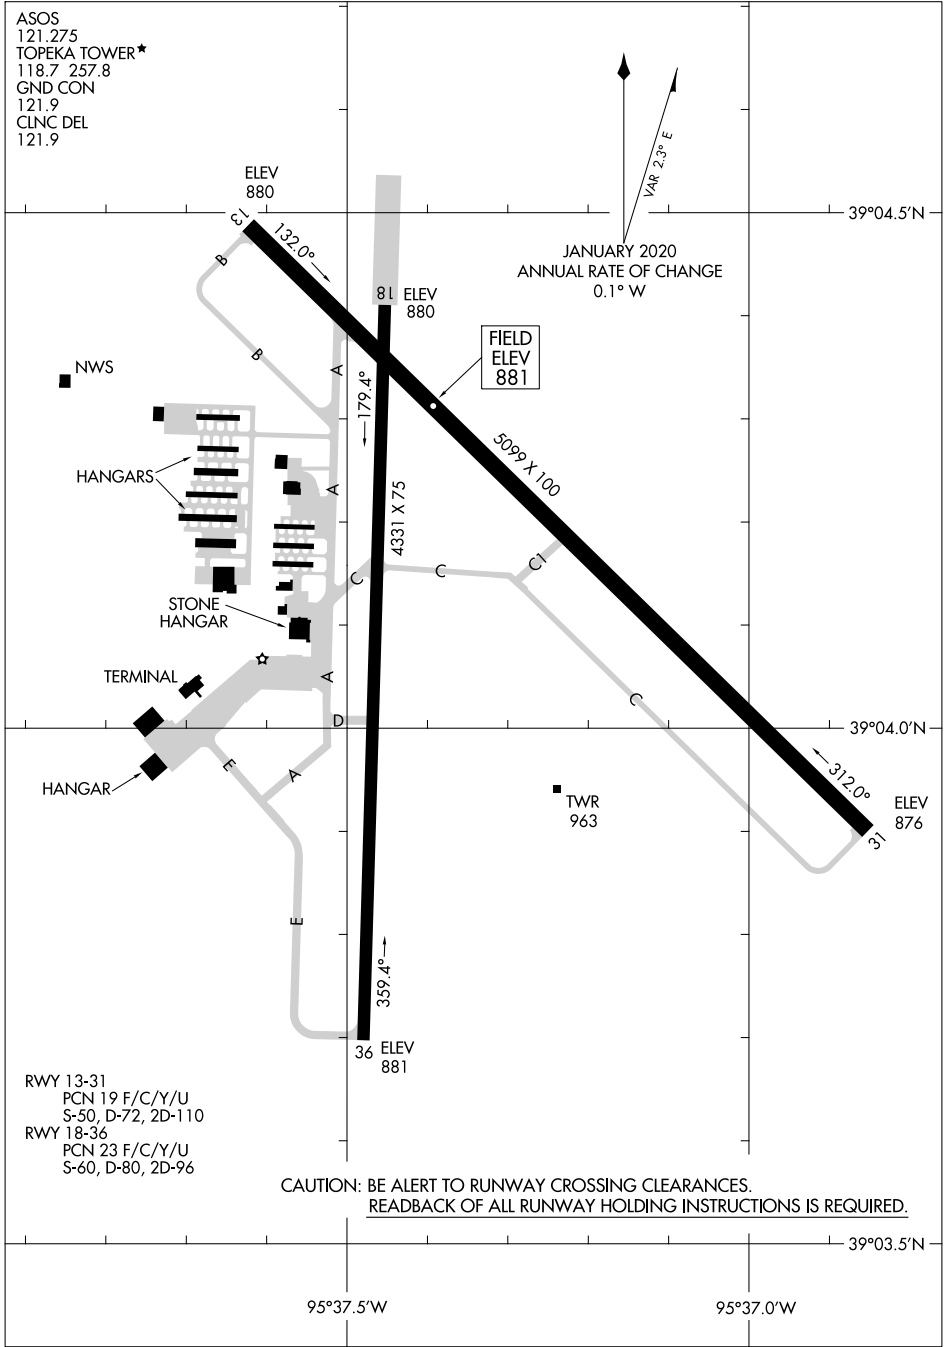 ASOS
121.275
TOPEKA TOWER★
118.7 257.8
GND CON
121.9
CLNC DEL
121.9
ELEV
880
13
132.0°
VAR 2.3° E
39°04.5'N
JANUARY 2020
ANNUAL RATE OF CHANGE
0.1° W
B
18
ELEV
880
FIELD
ELEV
881
B
NWS
A
179.4°
HANGARS
A
5099 X 100
4331 X 75
C
C
C1
STONE
HANGAR
TERMINAL
A
C
D
39°04.0'N
E
A
HANGAR
312.0°
TWR
963
ELEV
876
31
E
359.4°
36
ELEV
881
RWY 13-31
PCN 19 F/C/Y/U
S-50, D-72, 2D-110
RWY 18-36
PCN 23 F/C/Y/U
S-60, D-80, 2D-96
CAUTION: BE ALERT TO RUNWAY CROSSING CLEARANCES.
READBACK OF ALL RUNWAY HOLDING INSTRUCTIONS IS REQUIRED.
39°03.5'N
95°37.5'W
95°37.0'W